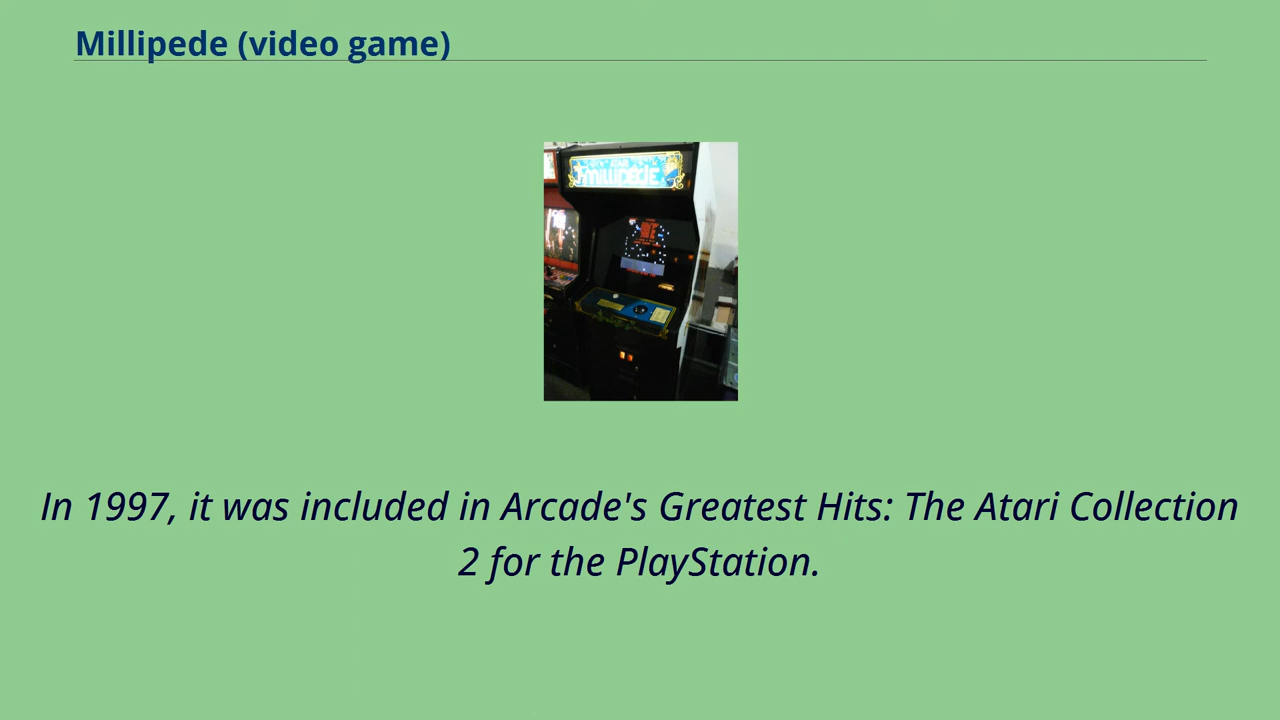 Millipede (video game)
MILLIPEDE
In 1997, it was included in Arcade's Greatest Hits: The Atari Collection
2 for the PlayStation.